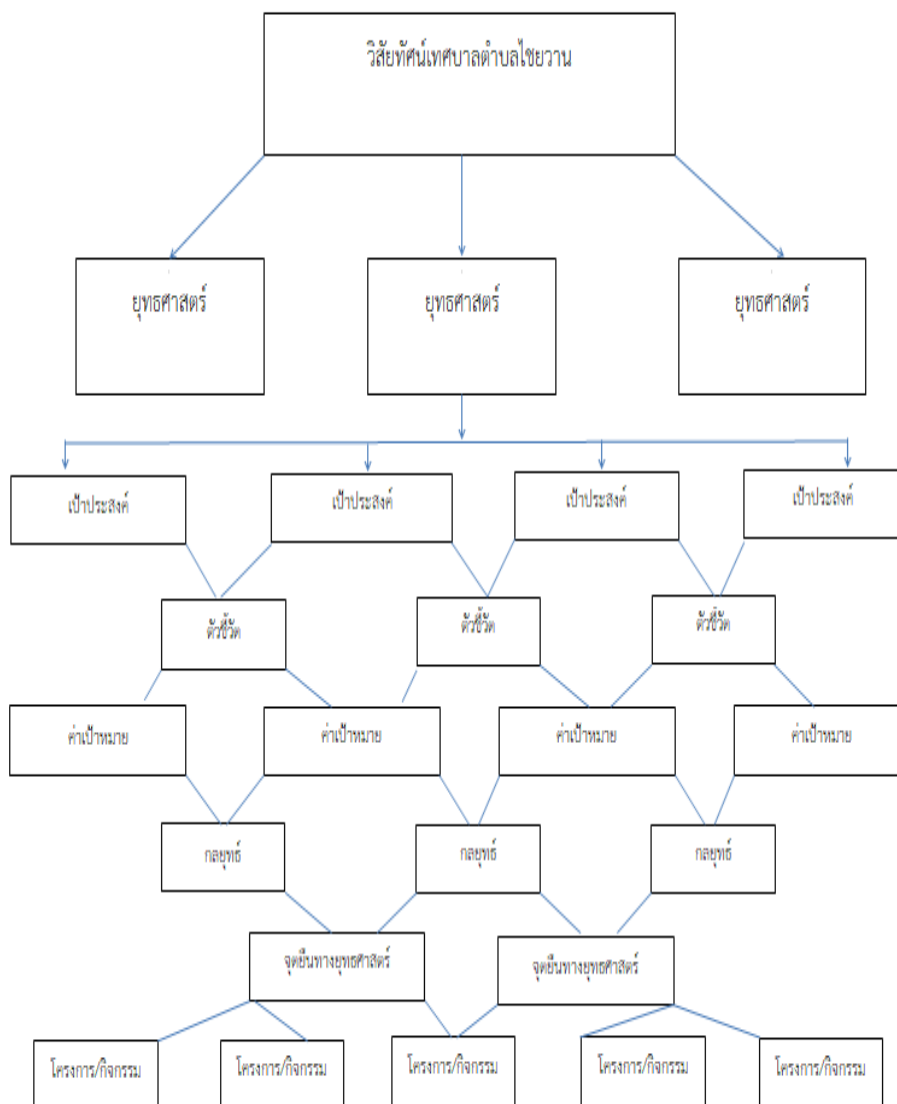 วิสัยทัศน์เทศบาลตำบลไชยวาน
ยุทธศาสตร์ ยุทธศาสตร์ ยุทธศาสตร์
เป้าประสงค์ เป้าประสงค์ เป้าประสงค์ เป้าประสงค์
ตัวชี้วัด ตัวชี้วัด ตัวชี้วัด
ค่าเป้าหมาย ค่าเป้าหมาย ค่าเป้าหมาย ค่าเป้าหมาย
กลยุทธ์ กลยุทธ์ กลยุทธ์
จุดยืนทางยุทธศาสตร์ จุดยืนทางยุทธศาสตร์
โครงการ/กิจกรรม โครงการ/กิจกรรม โครงการ/กิจกรรม โครงการ/กิจกรรม โครงการ/กิจกรรม